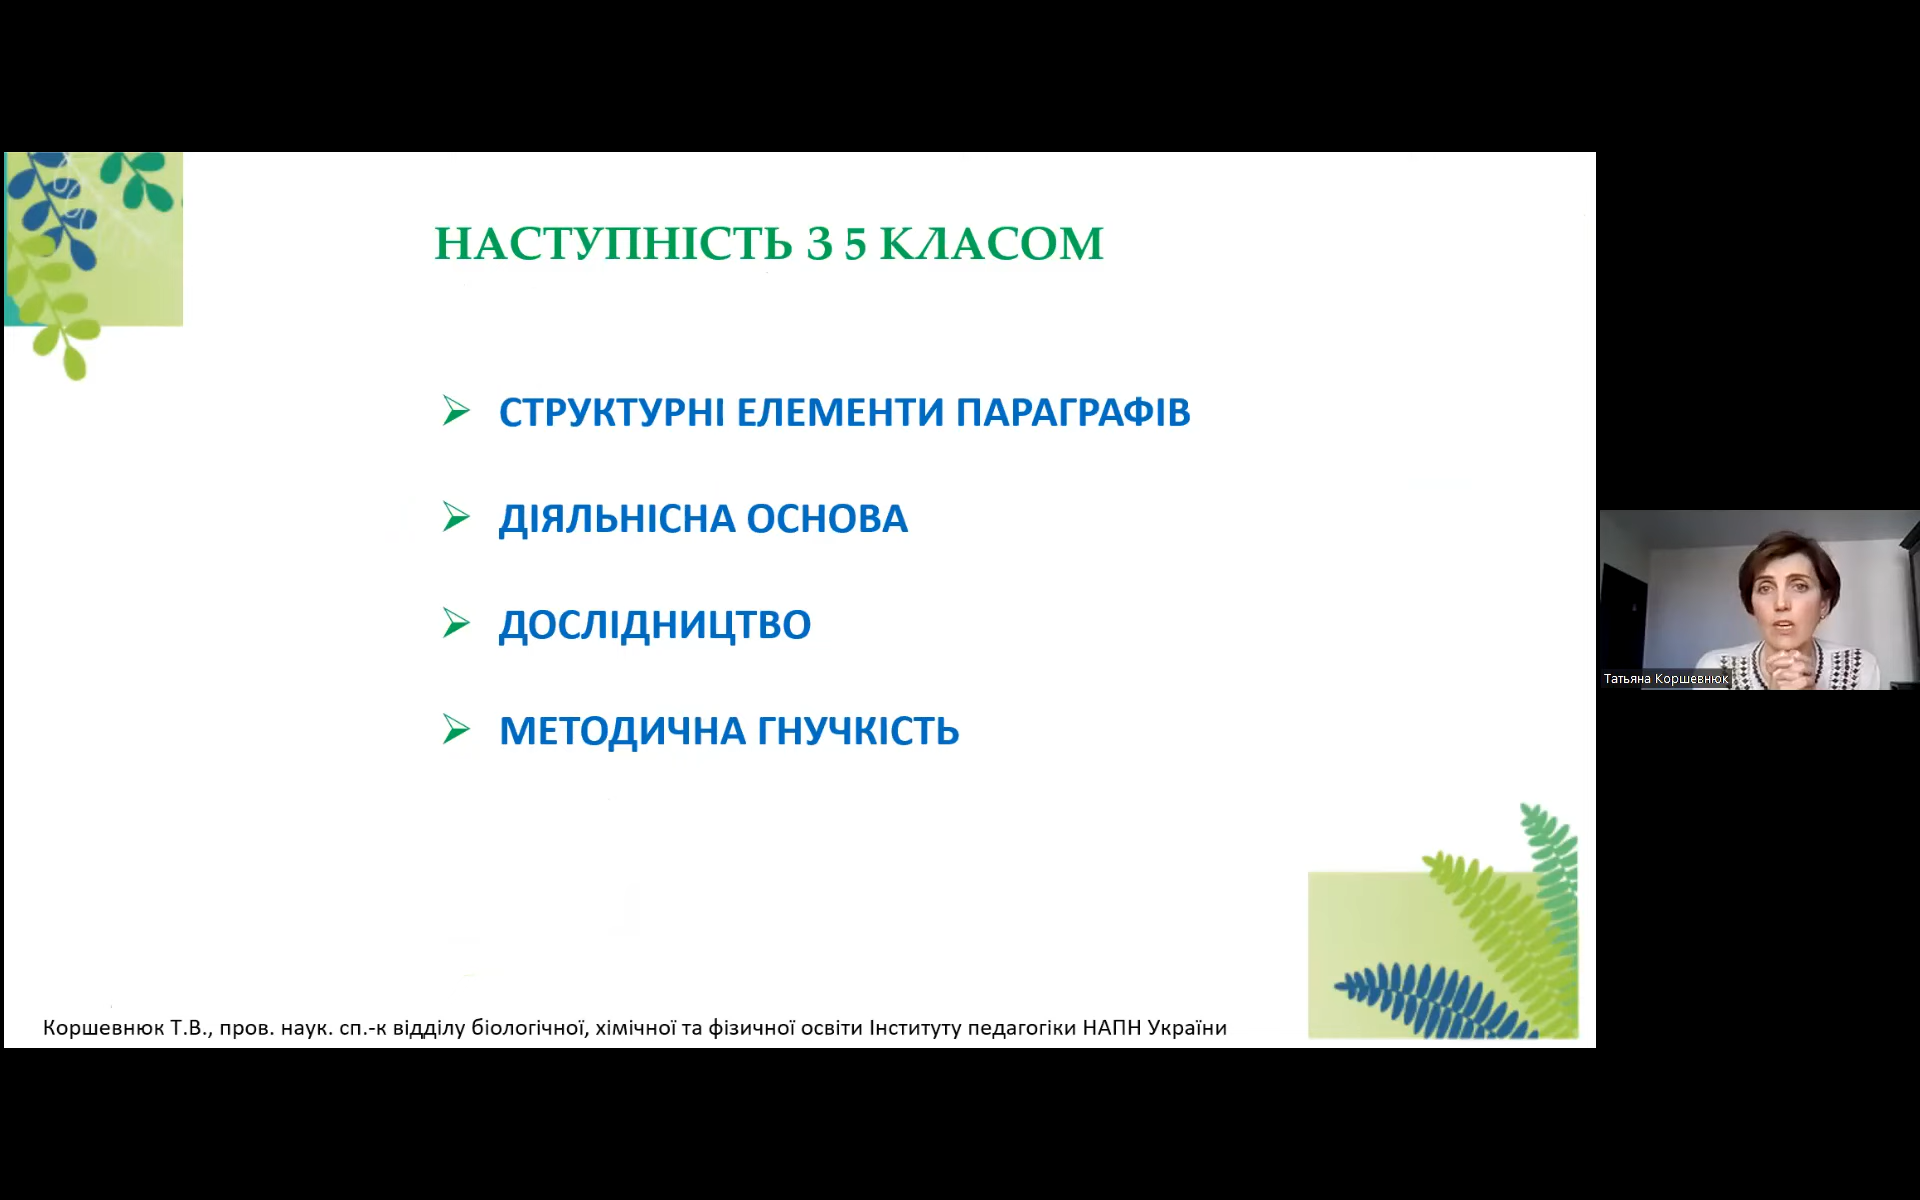 НАСТУПНІСТЬ З 5 КЛАСОМ
СТРУКТУРНІ ЕЛЕМЕНТИ ПАРАГРАФІВ
ДІЯЛЬНІСНА ОСНОВА
ДОСЛІДНИЦТВО
МЕТОДИЧНА ГНУЧКІСТЬ
Татьяна Коршевнюк
Коршевнюк Т.В., пров. наук. сп.-к відділу біологічної, хімічної та фізичної освіти Інституту педагогіки НАПН України